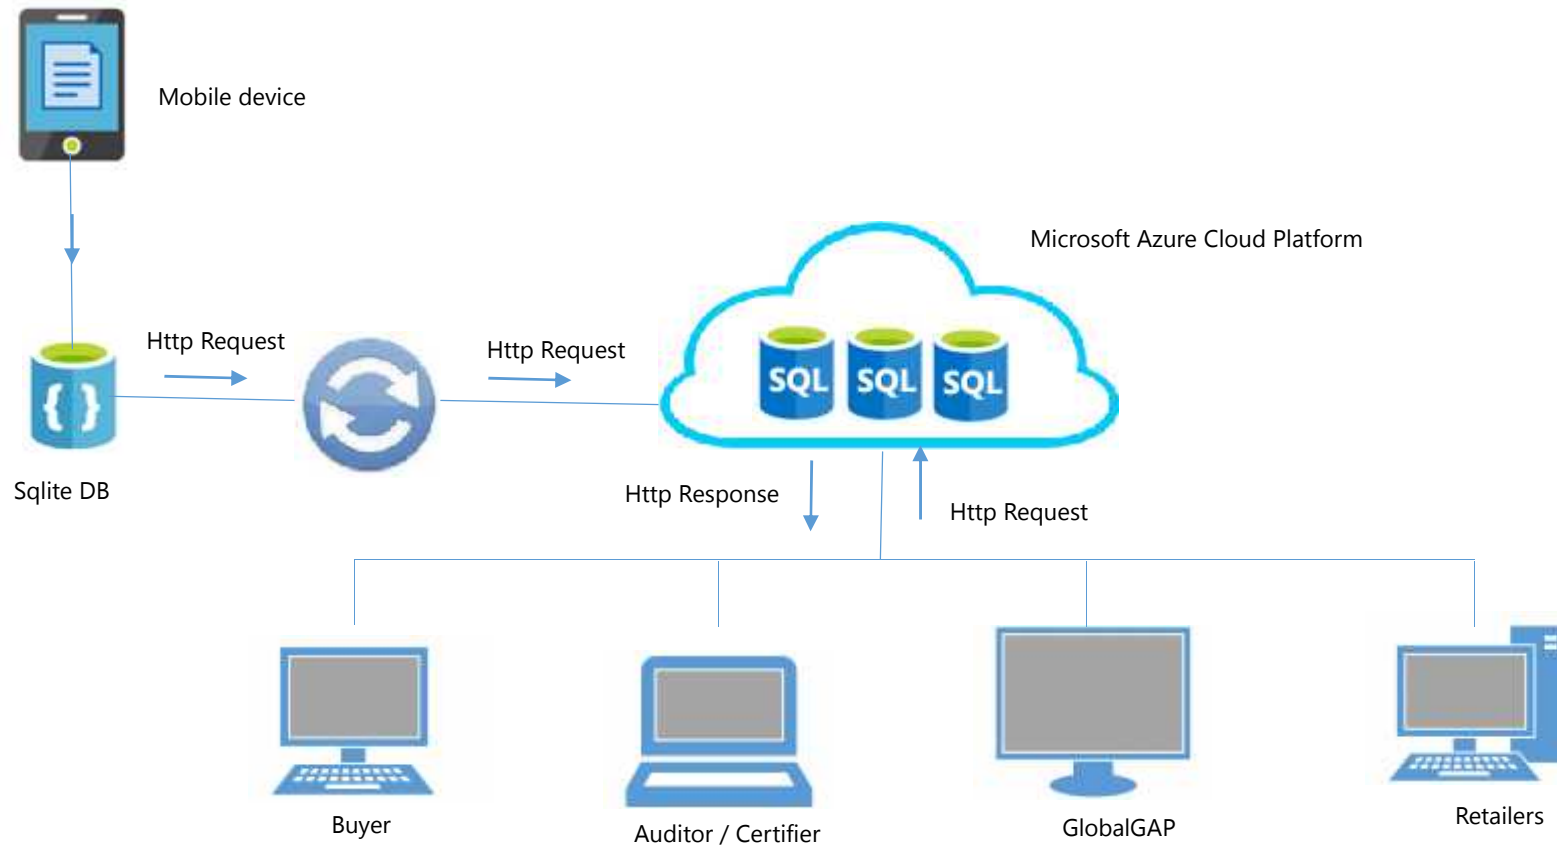 Mobile device
Microsoft Azure Cloud Platform
Http Request
Http Request
SQL
SQL
SQL
{ }
Sqlite DB
Http Response
Http Request
Buyer
Auditor / Certifier
GlobalGAP
Retailers